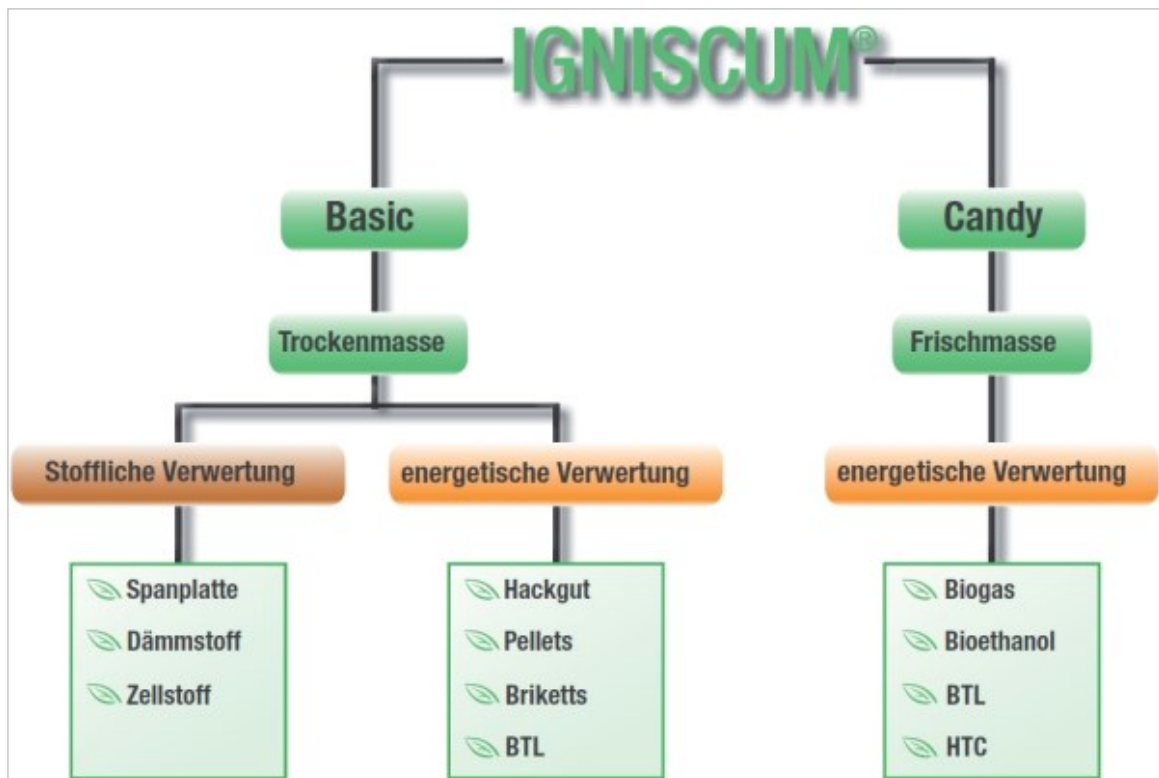 IGNISCUM®
Basic
Candy
Trockenmasse
Frischmasse
Stoffliche Verwertung
energetische Verwertung
energetische Verwertung
Spanplatte
Dämmstoff
Zellstoff
Hackgut
Pellets
Briketts
BTL
Biogas
Bioethanol
BTL
HTC